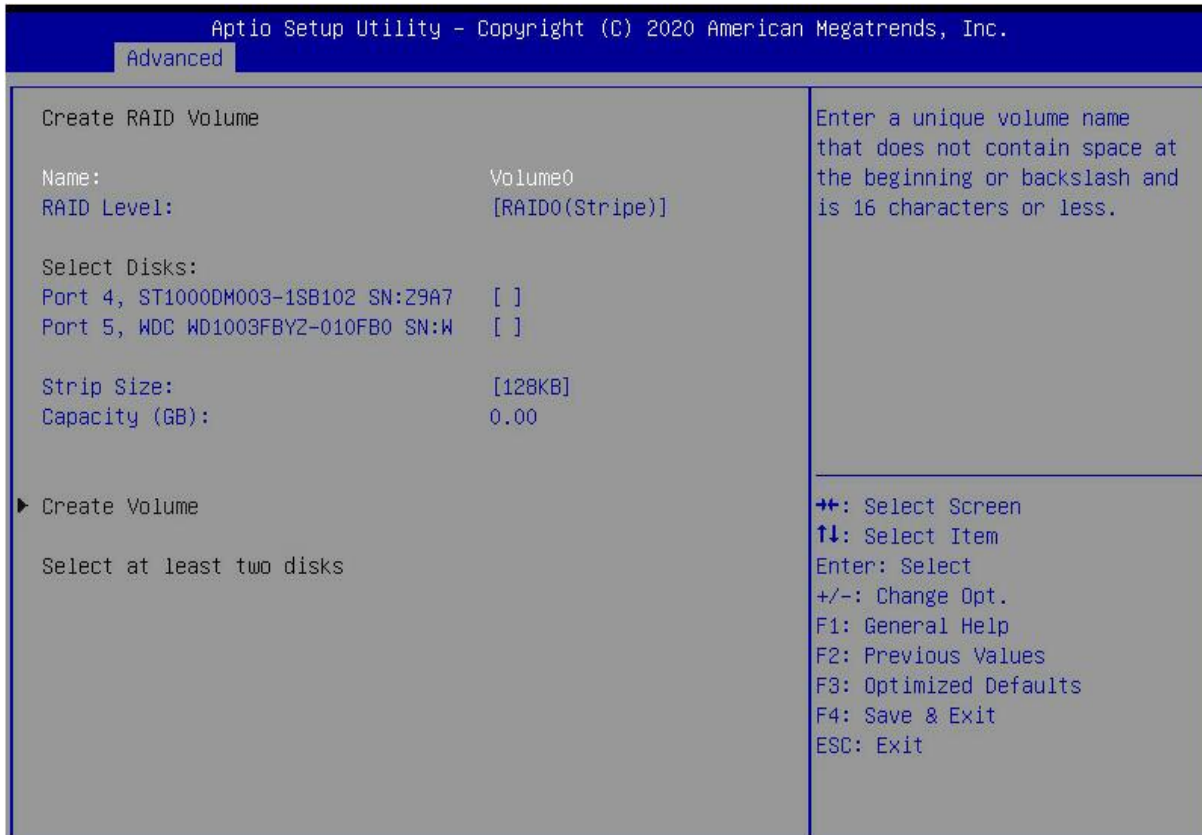 Aptio Setup Utility - Copyright (C) 2020 American Megatrends, Inc.
Advanced
Create RAID Volume
Name: Volume0
RAID Level: [RAID0(Stripe)]
Select Disks:
Port 4, ST1000DM003-1SB102 SN:Z9A7 [ ]
Port 5, WDC WD1003FBYZ-010FB0 SN:W [ ]
Strip Size: [128KB]
Capacity (GB): 0.00
▶ Create Volume
Select at least two disks
Enter a unique volume name
that does not contain space at
the beginning or backslash and
is 16 characters or less.
→←: Select Screen
↑↓: Select Item
Enter: Select
+/-: Change Opt.
F1: General Help
F2: Previous Values
F3: Optimized Defaults
F4: Save & Exit
ESC: Exit